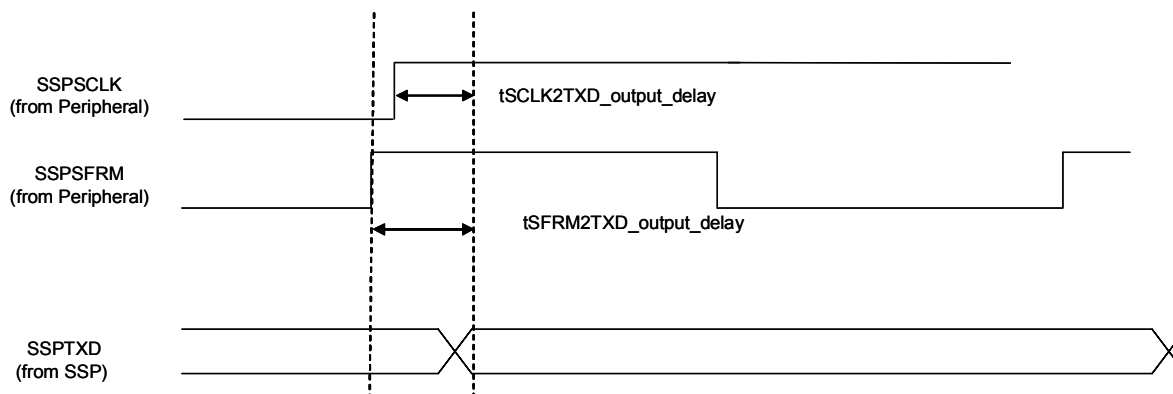 SSPSCLK
(from Peripheral)
tSCLK2TXD_output_delay
SSPSFRM
(from Peripheral)
tSFRM2TXD_output_delay
SSPTXD
(from SSP)